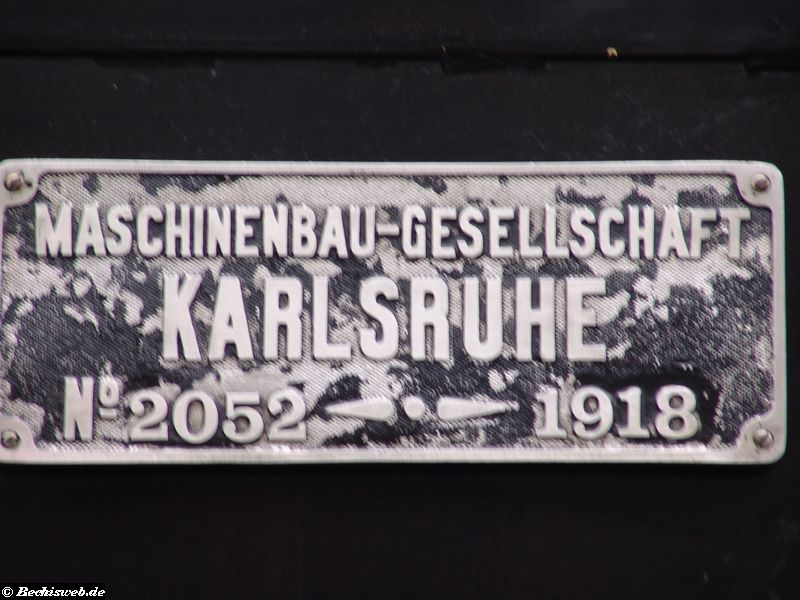 MASCHINENBAU-GESELLSCHAFT
KARLSRUHE
Nº 2052 1918
© Bechisweb.de